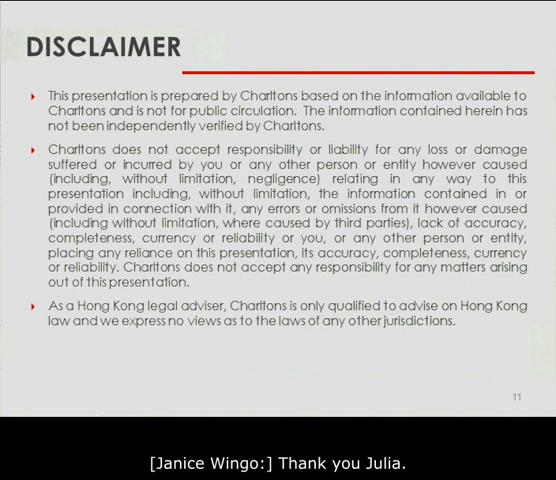 DISCLAIMER
This presentation is prepared by Charltons based on the information available to
Charltons and is not for public circulation. The information contained herein has
not been independently verified by Charltons.
Charltons does not accept responsibility or liability for any loss or damage
suffered or incurred by you or any other person or entity however caused
(including, without limitation, negligence) relating in any way to this
presentation including, without limitation, the information contained in or
provided in connection with it, any errors or omissions from it however caused
(including without limitation, where caused by third parties), lack of accuracy,
completeness, currency or reliability or you, or any other person or entity,
placing any reliance on this presentation, its accuracy, completeness, currency
or reliability. Charltons does not accept any responsibility for any matters arising
out of this presentation.
As a Hong Kong legal adviser, Charltons is only qualified to advise on Hong Kong
law and we express no views as to the laws of any other jurisdictions.
11
[Janice Wingo:] Thank you Julia.